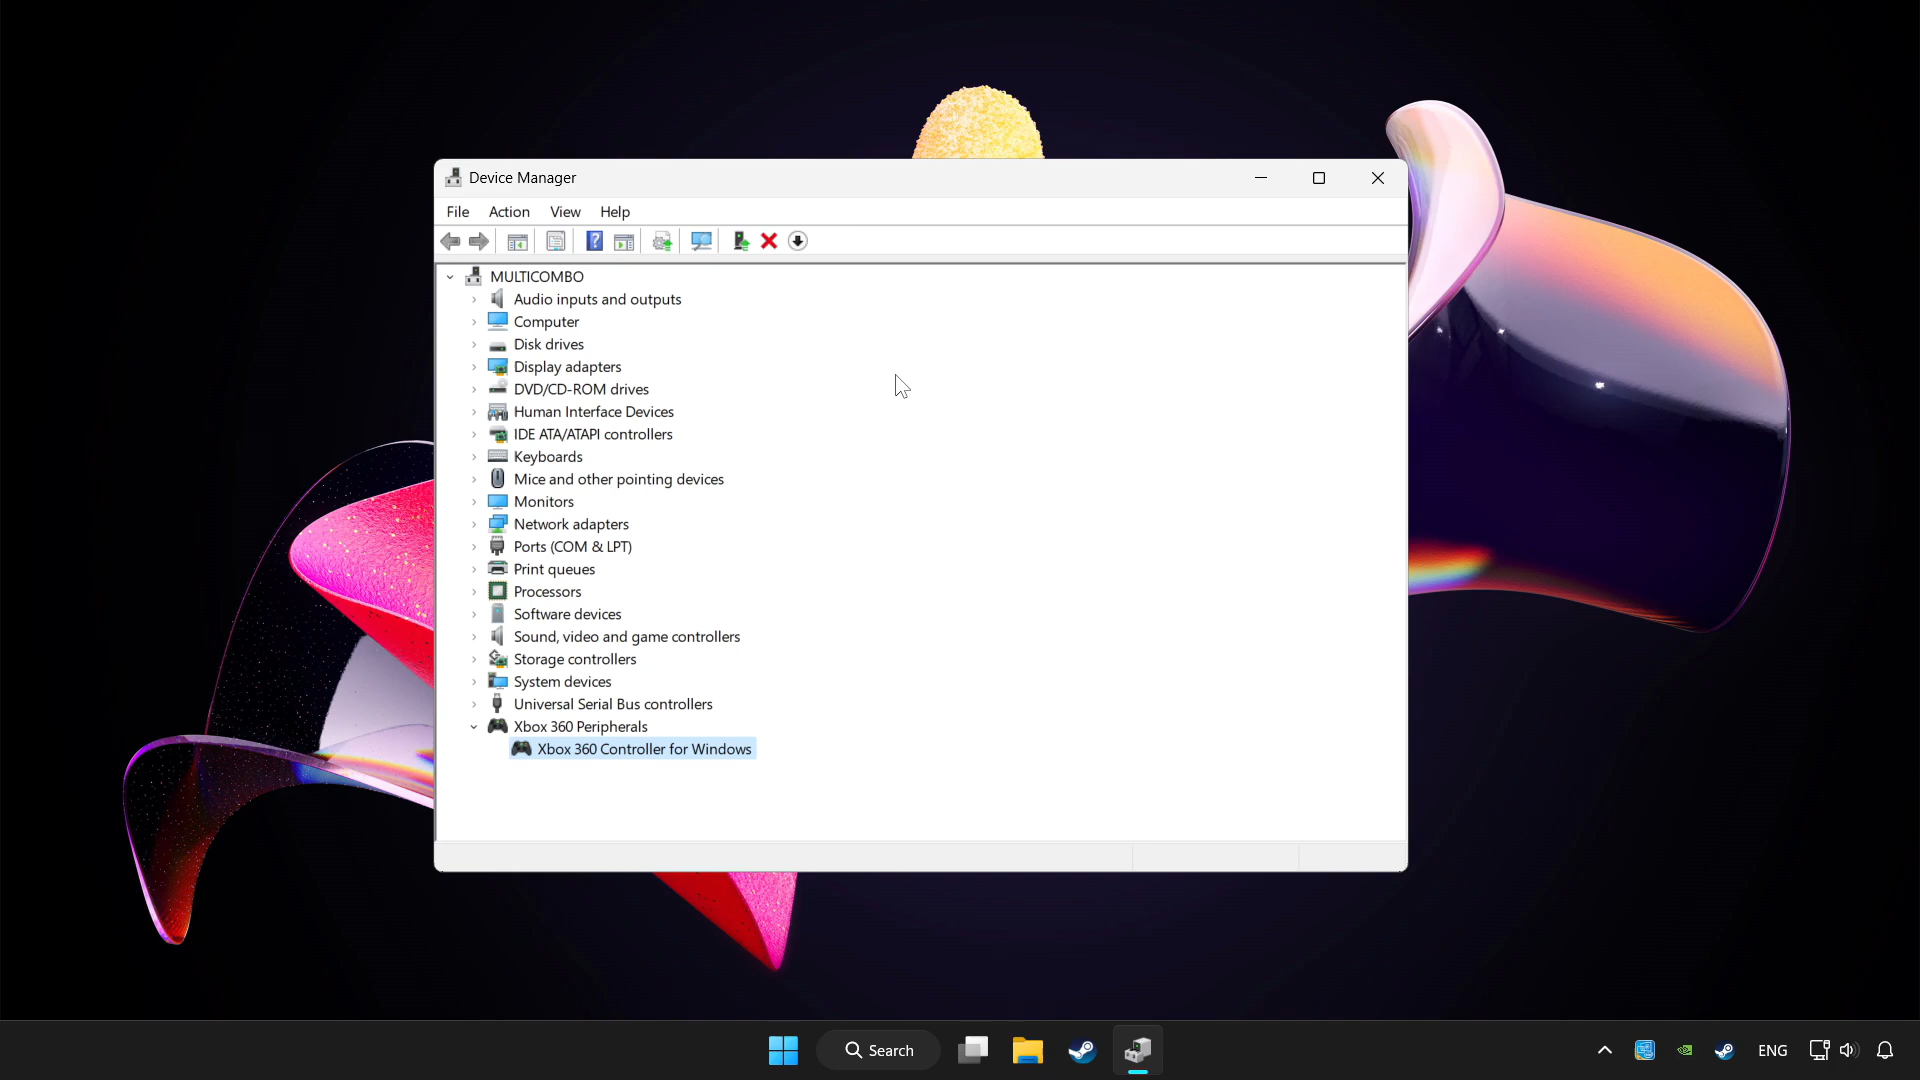 Device Manager
File Action View Help
MULTICOMBO
Audio inputs and outputs
Computer
Disk drives
Display adapters
DVD/CD-ROM drives
Human Interface Devices
IDE ATA/ATAPI controllers
Keyboards
Mice and other pointing devices
Monitors
Network adapters
Ports (COM & LPT)
Print queues
Processors
Software devices
Sound, video and game controllers
Storage controllers
System devices
Universal Serial Bus controllers
Xbox 360 Peripherals
Xbox 360 Controller for Windows
Search
ENG